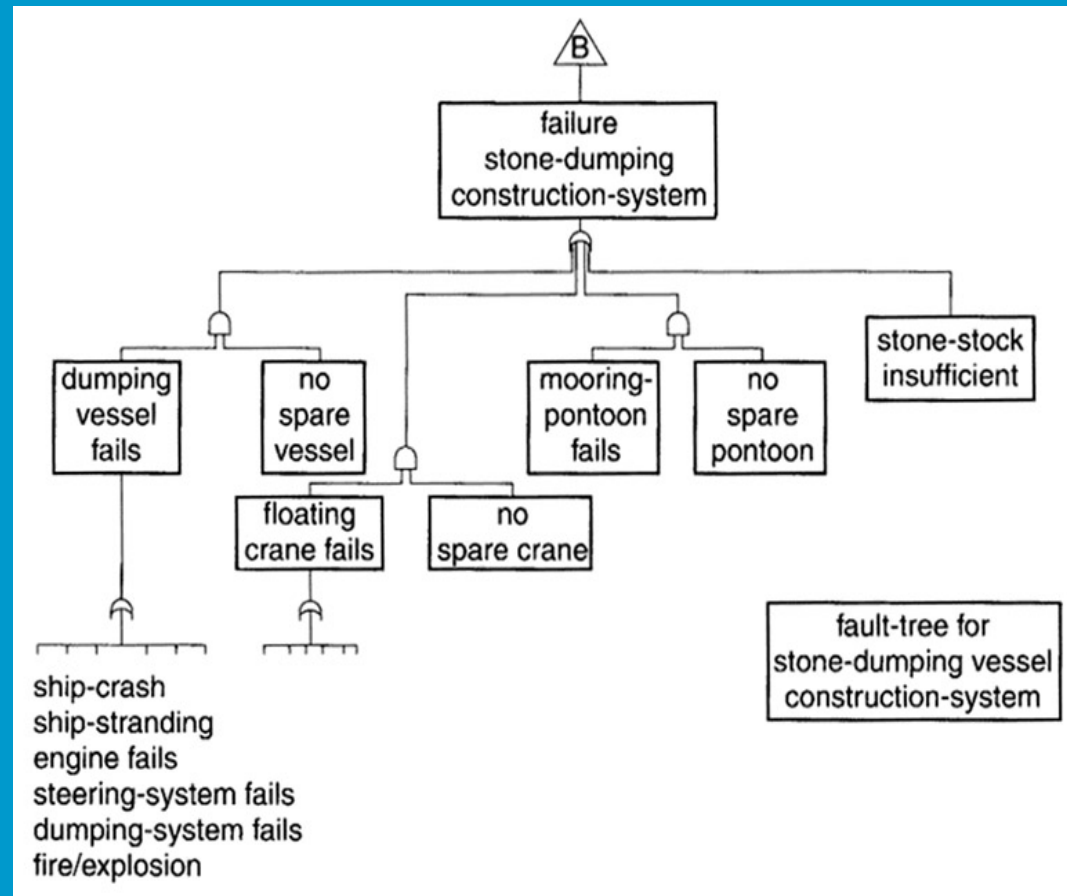 B
failure
stone-dumping
construction-system
dumping
vessel
fails
no
spare
vessel
mooring-
pontoon
fails
no
spare
pontoon
stone-stock
insufficient
floating
crane fails
no
spare crane
ship-crash
ship-stranding
engine fails
steering-system fails
dumping-system fails
fire/explosion
fault-tree for
stone-dumping vessel
construction-system